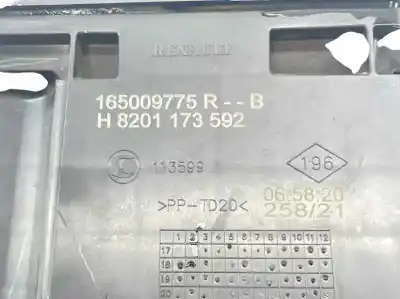 RENAULT
165009775 R - - B
H 8201 173 592
113599
196
06:58:20
>PP-TD20<
258/21
1 2 3 4 5 6 7 8 9 10 11 12
17
18
19
20